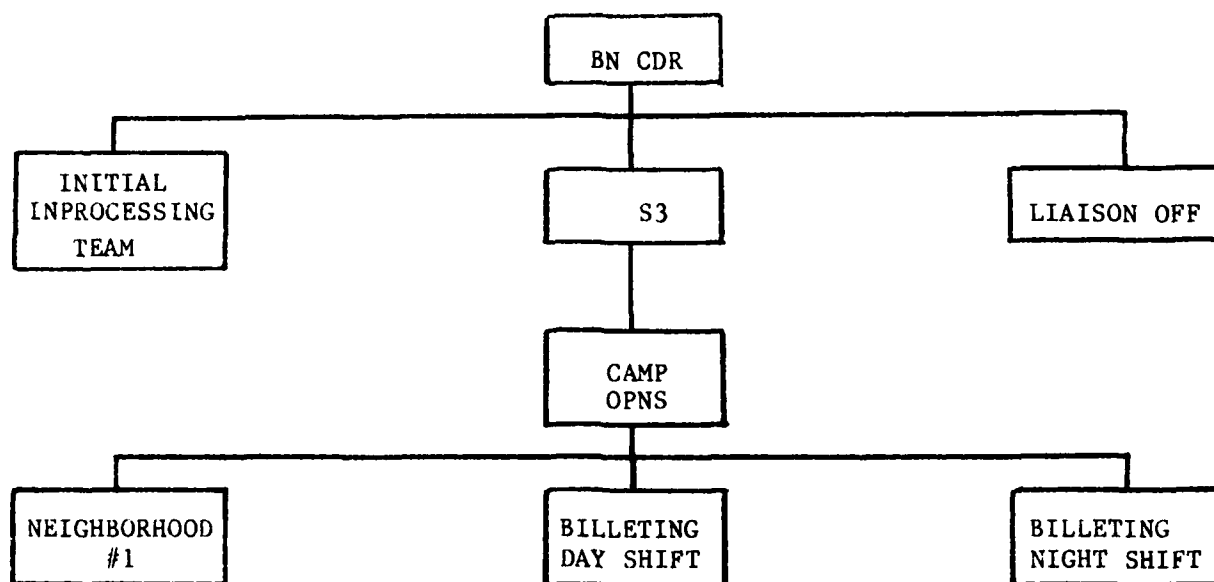 BN CDR
INITIAL
INPROCESSING
TEAM
S3
LIAISON OFF
CAMP
OPNS
NEIGHBORHOOD
#1
BILLETING
DAY SHIFT
BILLETING
NIGHT SHIFT